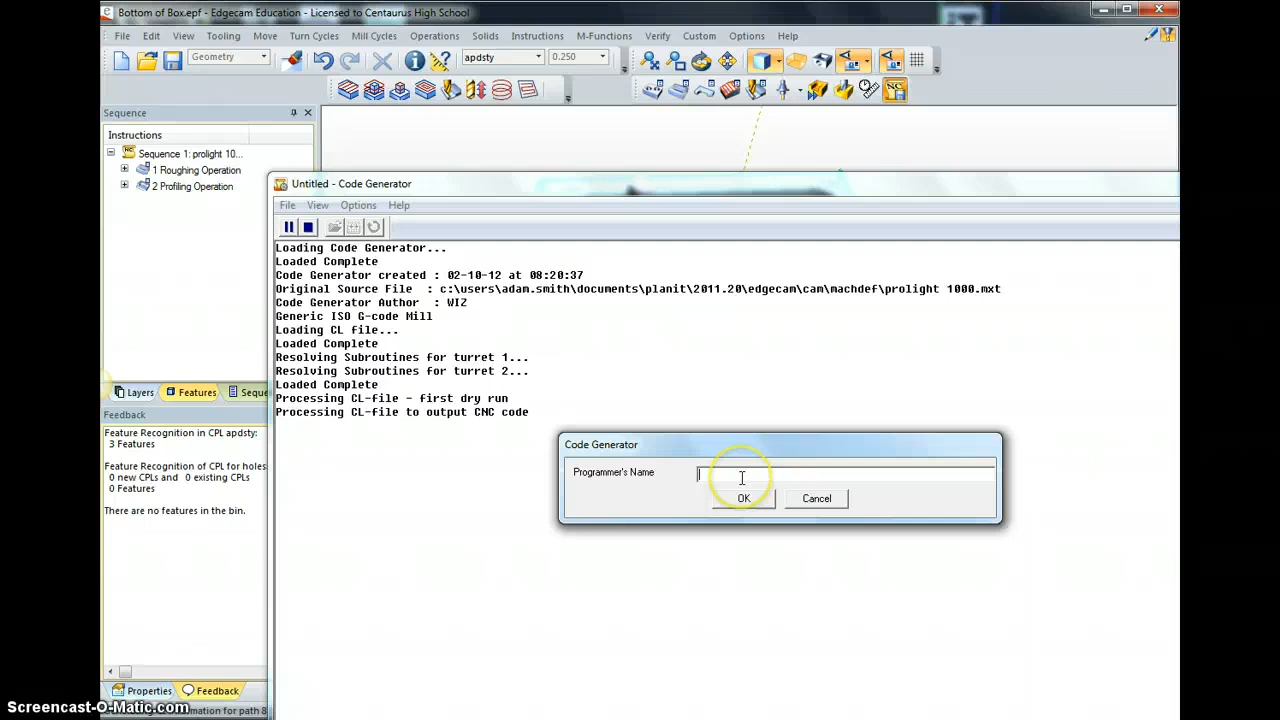 Bottom of Box.epf - Edgecam Education - Licensed to Centaurus High School
File Edit View Tooling Move Turn Cycles Mill Cycles Operations Solids Instructions M-Functions Verify Custom Options Help
Geometry apdsty 0.250
Sequence
Instructions
Sequence 1: prolight 10...
1 Roughing Operation
2 Profiling Operation
Layers Features Seque
Feedback
Feature Recognition in CPL apdsty:
3 Features
Feature Recognition of CPL for holes
0 new CPLs and 0 existing CPLs
0 Features
There are no features in the bin.
Properties Feedback
Untitled - Code Generator
File View Options Help
Loading Code Generator...
Loaded Complete
Code Generator created : 02-10-12 at 08:20:37
Original Source File : c:\users\adam.smith\documents\planit\2011.20\edgecam\cam\machdef\prolight 1000.mxt
Code Generator Author : WIZ
Generic ISO G-code Mill
Loading CL file...
Loaded Complete
Resolving Subroutines for turret 1...
Resolving Subroutines for turret 2...
Loaded Complete
Processing CL-file - first dry run
Processing CL-file to output CNC code
Code Generator
Programmer's Name
OK Cancel
Screencast-O-Matic.com
for path 8